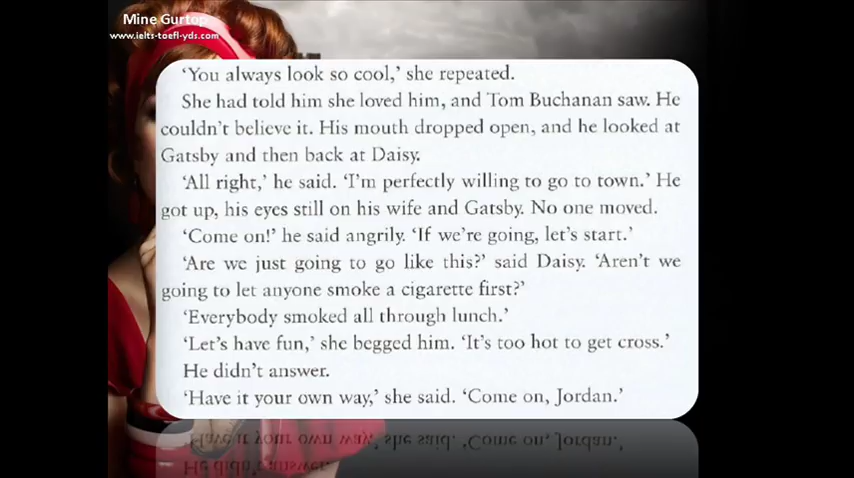 Mine Gurtop
www.ielts-toefl-yds.com
‘You always look so cool,’ she repeated.
She had told him she loved him, and Tom Buchanan saw. He
couldn’t believe it. His mouth dropped open, and he looked at
Gatsby and then back at Daisy.
‘All right,’ he said. ‘I’m perfectly willing to go to town.’ He
got up, his eyes still on his wife and Gatsby. No one moved.
‘Come on!’ he said angrily. ‘If we’re going, let’s start.’
‘Are we just going to go like this?’ said Daisy. ‘Aren’t we
going to let anyone smoke a cigarette first?’
‘Everybody smoked all through lunch.’
‘Let’s have fun,’ she begged him. ‘It’s too hot to get cross.’
He didn’t answer.
‘Have it your own way,’ she said. ‘Come on, Jordan.’